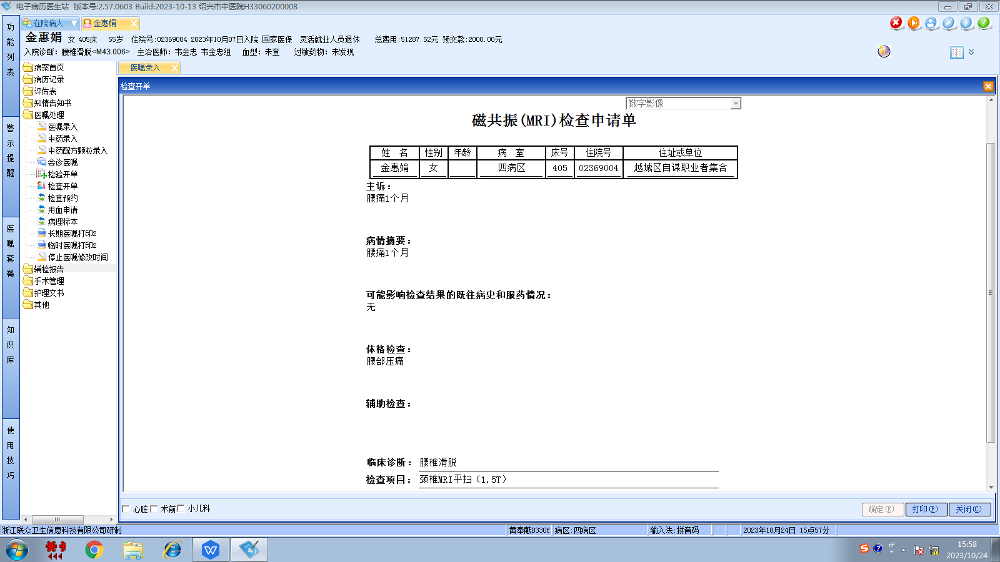 电子病历医生站 版本号:2.57.0603 Build:2023-10-13 绍兴市中医院H33060200008
在院病人 金惠娟
金惠娟 女 405床 55岁 住院号:02369004 2023年10月07日入院 国家医保 灵活就业人员退休 总费用:51287.52元 预交款:2000.00元
入院诊断: 腰椎滑脱<M43.006> 主治医师: 韦金忠 韦金忠组 血型: 未查 过敏药物: 未发现
功能列表
警示提醒
医嘱套餐
知识库
使用技巧
病案首页
病历记录
评估表
知情告知书
医嘱处理
医嘱录入
中药录入
中药配方颗粒录入
会诊医嘱
检验开单
检查开单
检查预约
用血申请
病理标本
长期医嘱打印2
临时医嘱打印2
停止医嘱修改时间
辅检报告
手术管理
护理文书
其他
医嘱录入
检查开单
数字影像
磁共振(MRI)检查申请单
姓 名 性别 年龄 病 室 床号 住院号 住址或单位
金惠娟 女 四病区 405 02369004 越城区自谋职业者集合
主诉:
腰痛1个月
病情摘要:
腰痛1个月
可能影响检查结果的既往病史和服药情况:
无
体格检查:
腰部压痛
辅助检查:
临床诊断: 腰椎滑脱
检查项目: 颈椎MRI平扫（1.5T）
心脏 术前 小儿科
确定(E) 打印(P) 关闭(C)
浙江联众卫生信息科技有限公司研制 黄奉献D330 病区:四病区 输入法:拼音码 2023年10月24日 15点57分
15:58
2023/10/24